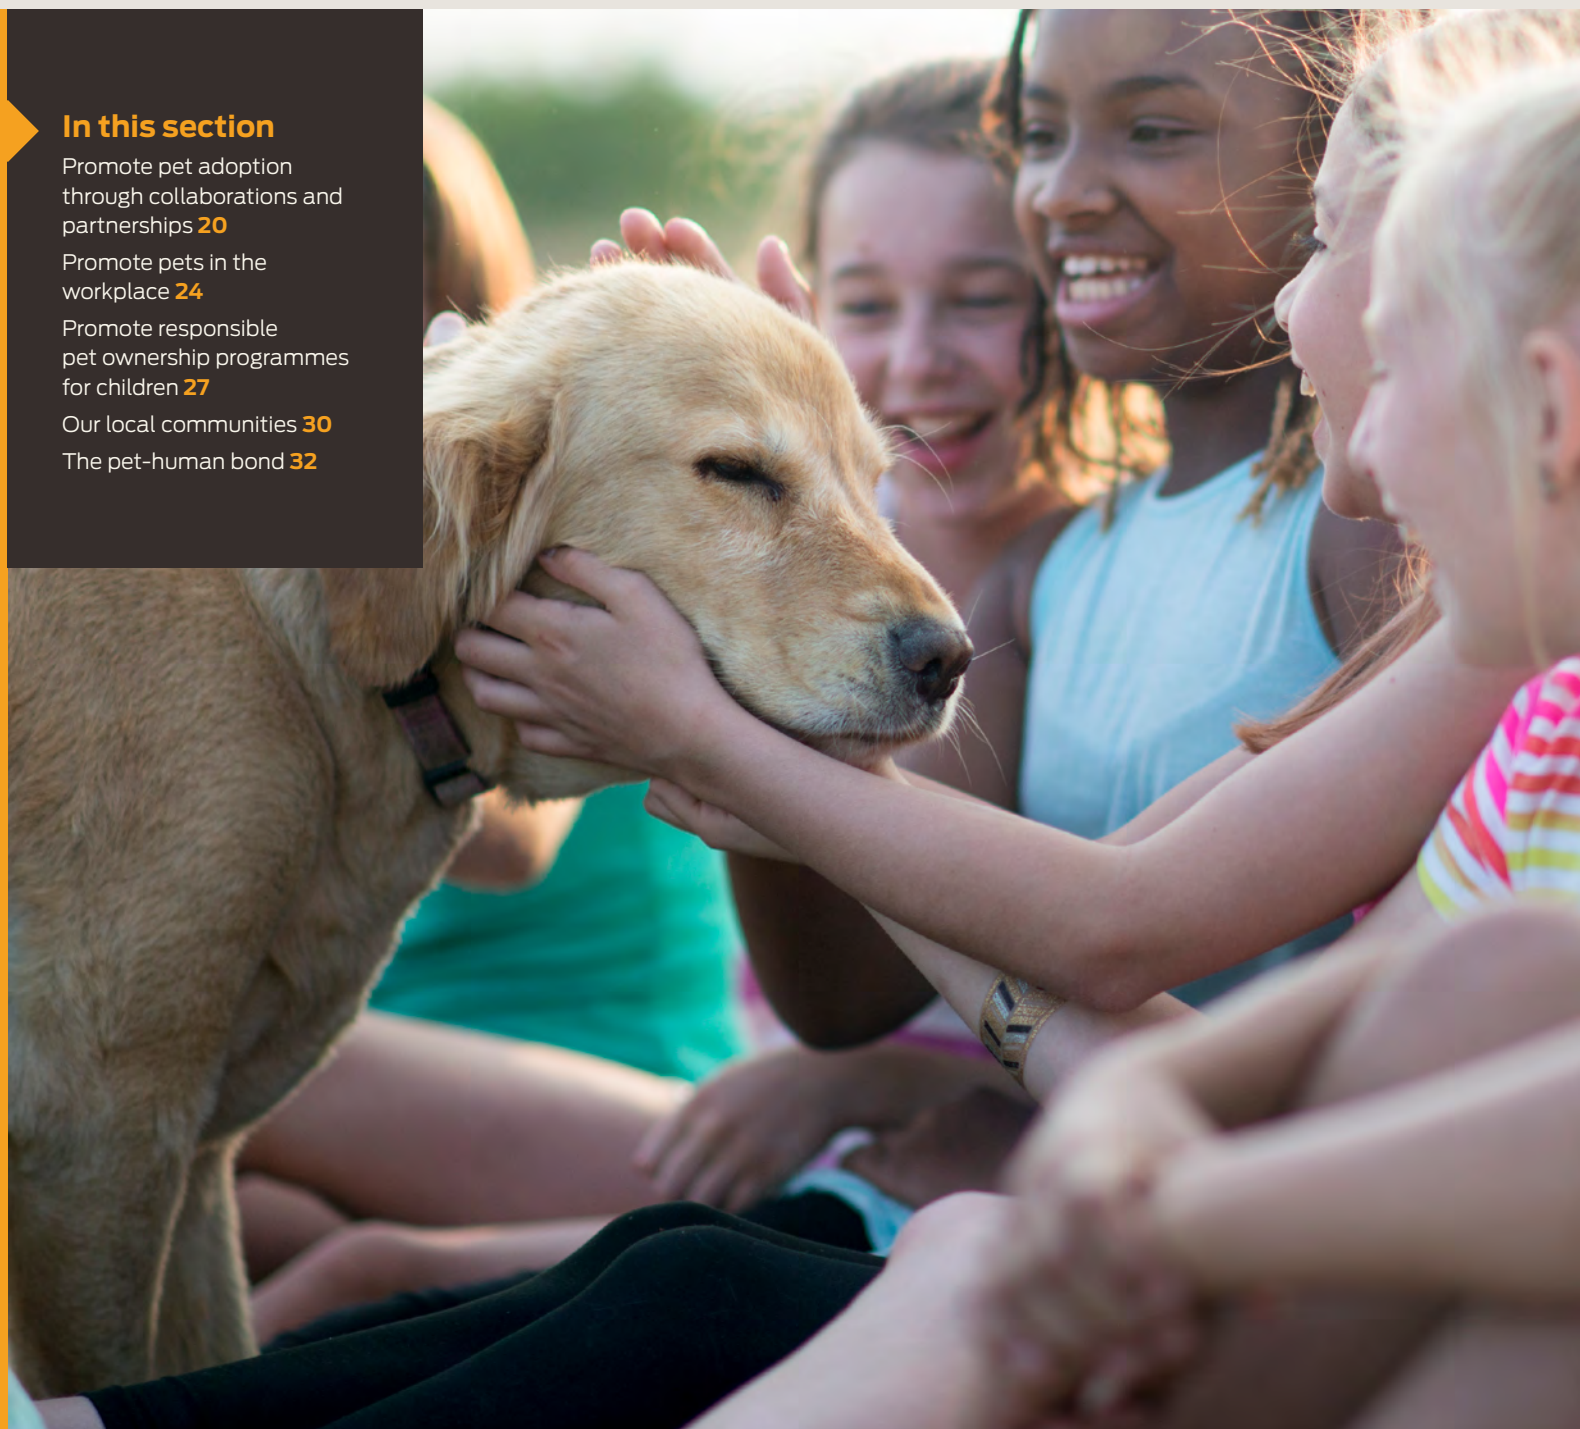 In this section
Promote pet adoption
through collaborations and
partnerships 20
Promote pets in the
workplace 24
Promote responsible
pet ownership programmes
for children 27
Our local communities 30
The pet-human bond 32